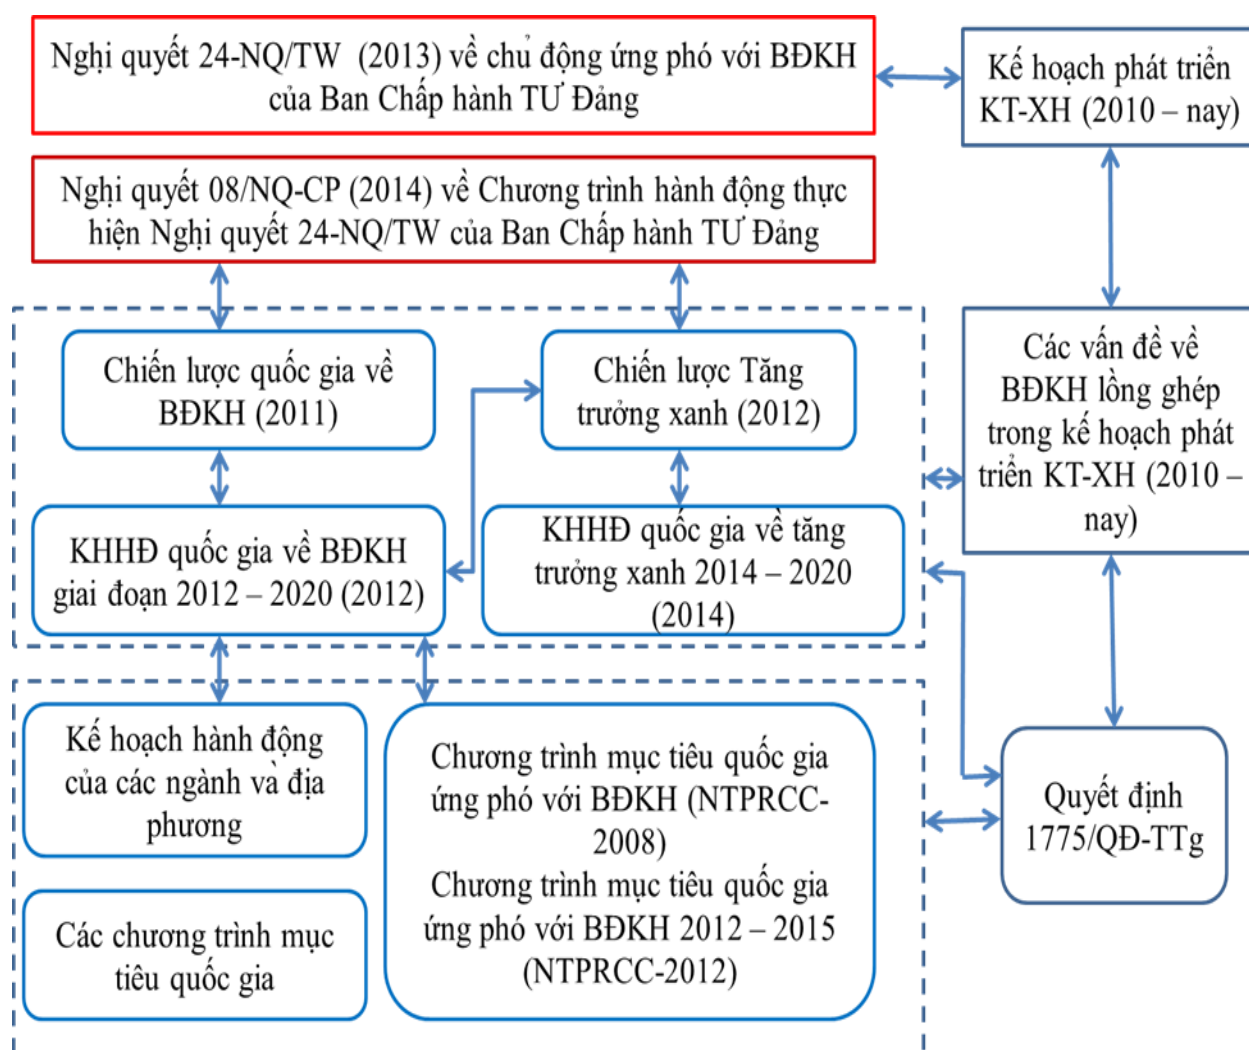 Nghị quyết 24-NQ/TW (2013) về chủ động ứng phó với BĐKH
của Ban Chấp hành TƯ Đảng
Kế hoạch phát triển
KT-XH (2010 – nay)
Nghị quyết 08/NQ-CP (2014) về Chương trình hành động thực
hiện Nghị quyết 24-NQ/TW của Ban Chấp hành TƯ Đảng
Chiến lược quốc gia về
BĐKH (2011)
Chiến lược Tăng
trưởng xanh (2012)
Các vấn đề về
BĐKH lồng ghép
trong kế hoạch phát
triển KT-XH (2010 –
nay)
KHHĐ quốc gia về BĐKH
giai đoạn 2012 – 2020 (2012)
KHHĐ quốc gia về tăng
trưởng xanh 2014 – 2020
(2014)
Kế hoạch hành động
của các ngành và địa
phương
Chương trình mục tiêu quốc gia
ứng phó với BĐKH (NTPRCC-
2008)
Chương trình mục tiêu quốc gia
ứng phó với BĐKH 2012 – 2015
(NTPRCC-2012)
Quyết định
1775/QĐ-TTg
Các chương trình mục
tiêu quốc gia